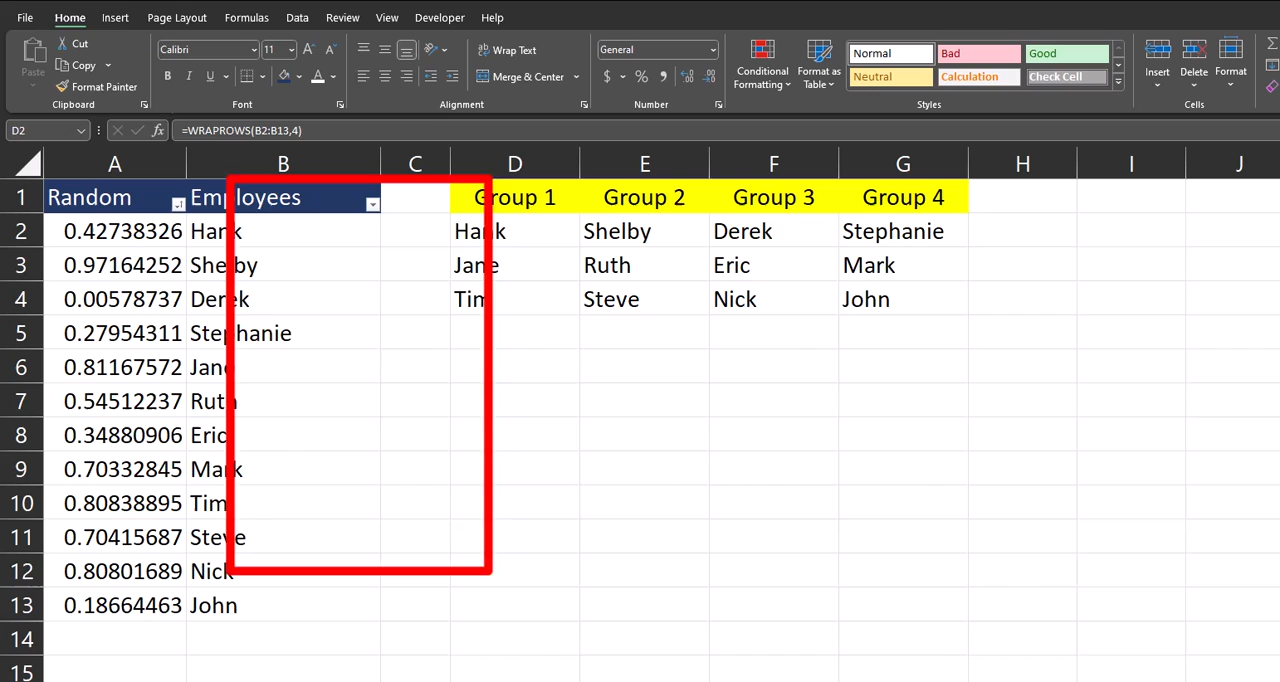 File Home Insert Page Layout Formulas Data Review View Developer Help
Paste Cut Copy Format Painter Clipboard
Calibri 11 A A B I U A Font
Wrap Text Merge & Center Alignment
General $ % , Number
Conditional Formatting Format as Table
Normal Bad Good
Neutral Calculation Check Cell
Styles
Insert Delete Format Cells
D2 fx =WRAPROWS(B2:B13,4)
A B C D E F G H I J
1 Random Employees Group 1 Group 2 Group 3 Group 4
2 0.42738326 Hank Hank Shelby Derek Stephanie
3 0.97164252 Shelby Jane Ruth Eric Mark
4 0.00578737 Derek Tim Steve Nick John
5 0.27954311 Stephanie
6 0.81167572 Jane
7 0.54512237 Ruth
8 0.34880906 Eric
9 0.70332845 Mark
10 0.80838895 Tim
11 0.70415687 Steve
12 0.80801689 Nick
13 0.18664463 John
14
15